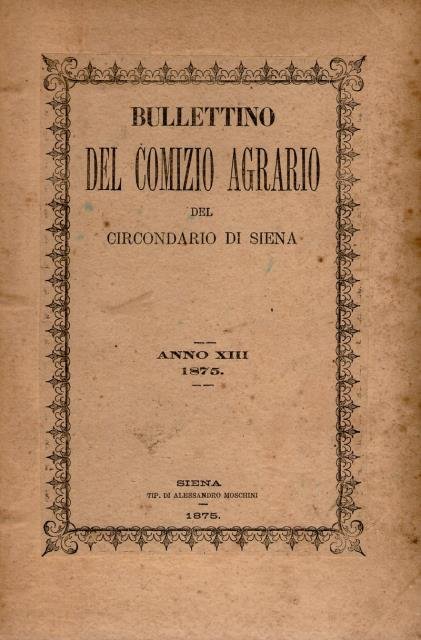 BULLETTINO
DEL COMIZIO AGRARIO
DEL
CIRCONDARIO DI SIENA
ANNO XIII
1875.
SIENA
TIP. DI ALESSANDRO MOSCHINI
1875.